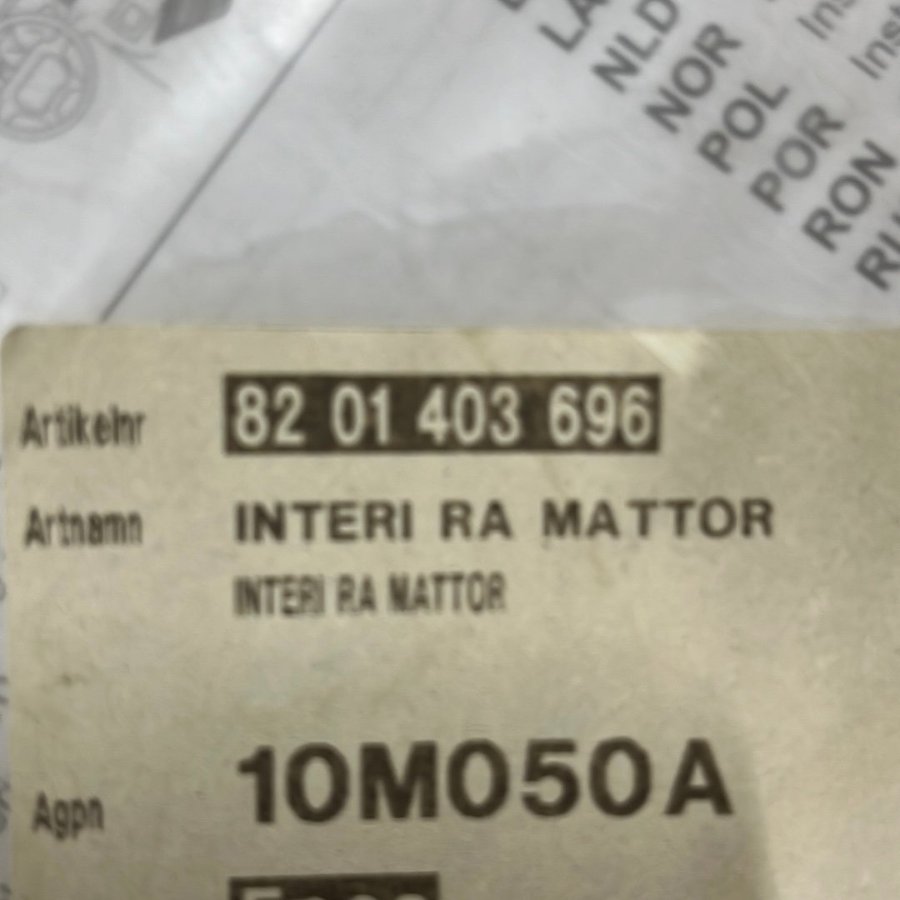 NLD
NOR
POL
POR
RON
Artikelnr 82 01 403 696
Artnamn INTERI RA MATTOR
INTERI RA MATTOR
Agpn 10M050A